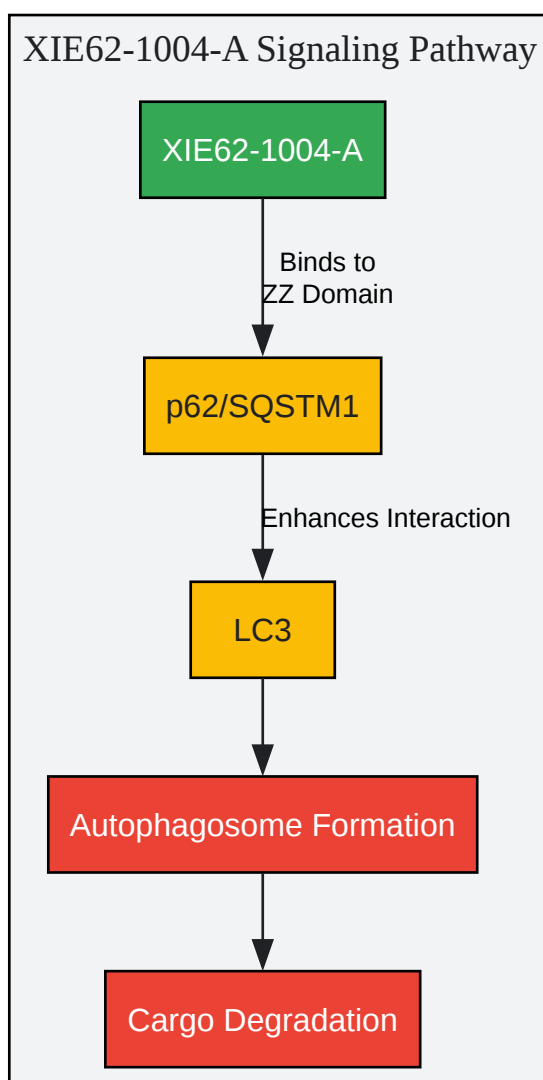 XIE62-1004-A Signaling Pathway
XIE62-1004-A
Binds to
ZZ Domain
p62/SQSTM1
Enhances Interaction
LC3
Autophagosome Formation
Cargo Degradation